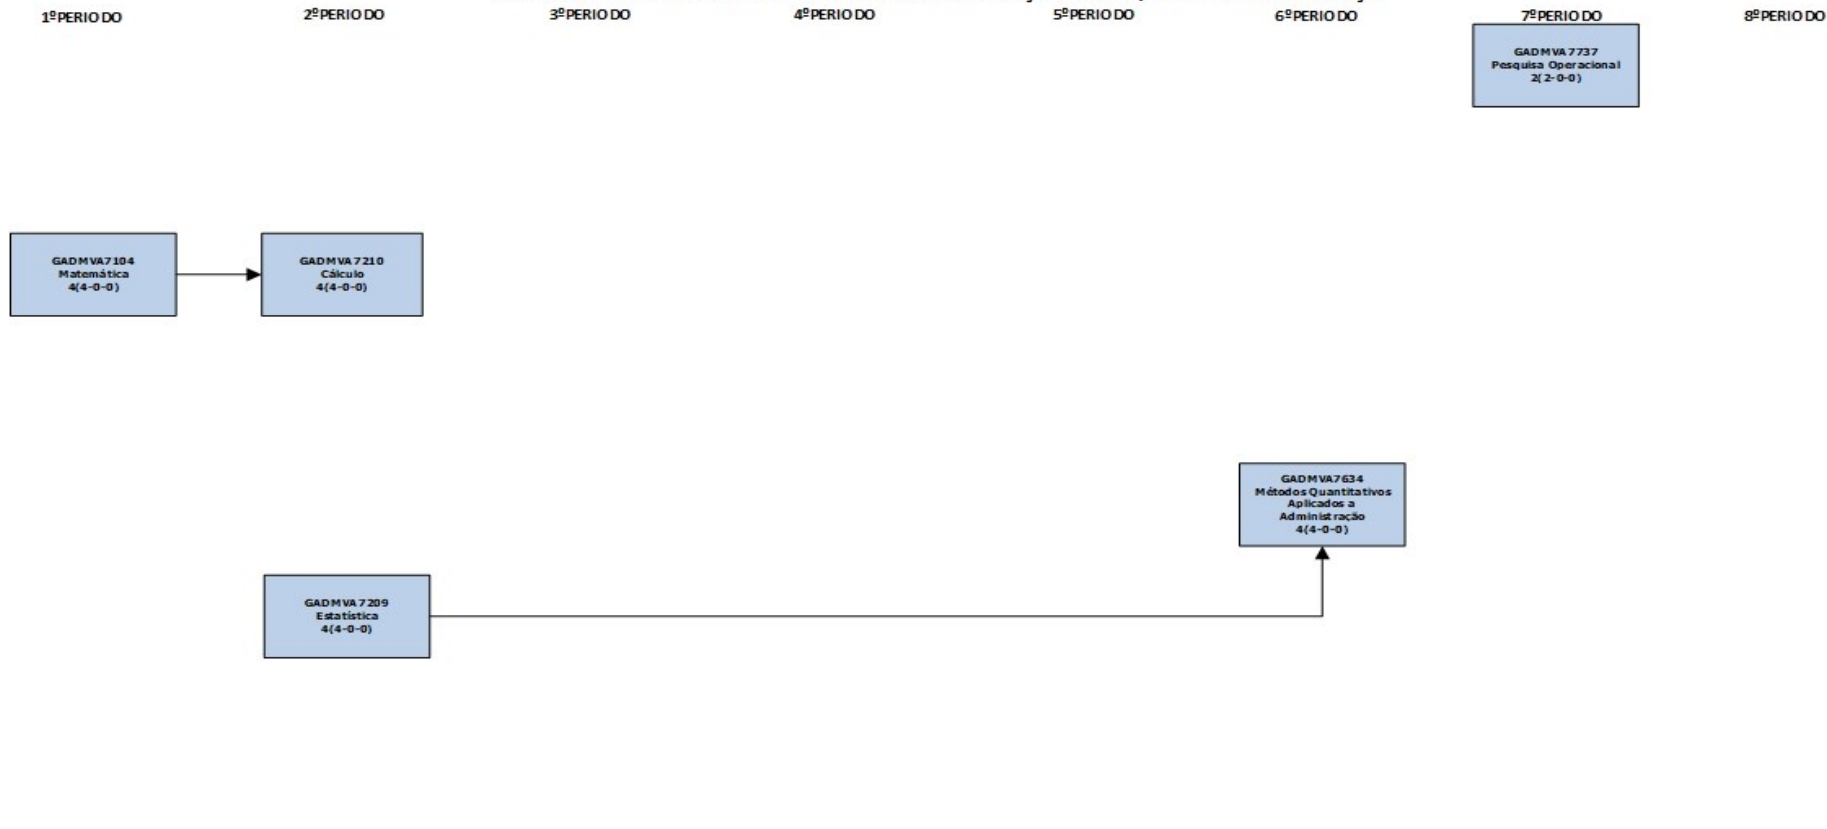 1ºPERIODO
2ºPERIODO
3ºPERIODO
4ºPERIODO
5ºPERIODO
6ºPERIODO
7ºPERIODO
8ºPERIODO
GADMVA7737
Pesquisa Operacional
2(2-0-0)
GADMVA7104
Matemática
4(4-0-0)
GADMVA7210
Cálculo
4(4-0-0)
GADMVA7634
Métodos Quantitativos
Aplicados a
Administração
4(4-0-0)
GADMVA7209
Estatística
4(4-0-0)